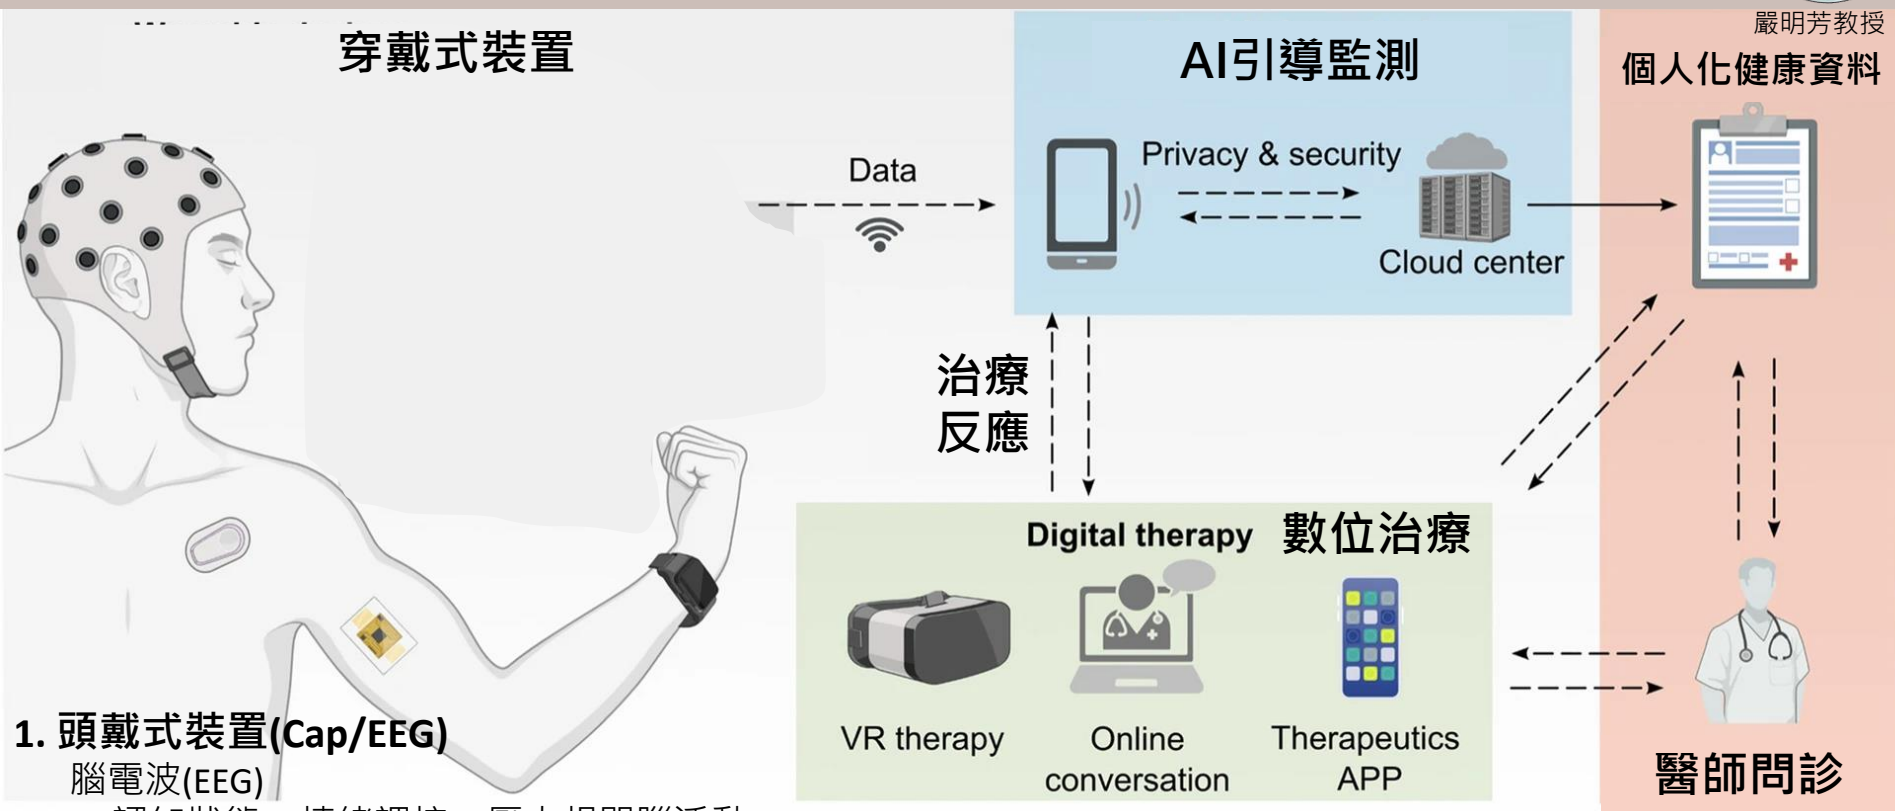 嚴明芳教授
穿戴式裝置
AI引導監測
個人化健康資料
Data
Privacy & security
Cloud center
治療
反應
Digital therapy 數位治療
VR therapy
Online
conversation
Therapeutics
APP
醫師問診
1. 頭戴式裝置(Cap/EEG)
腦電波(EEG)